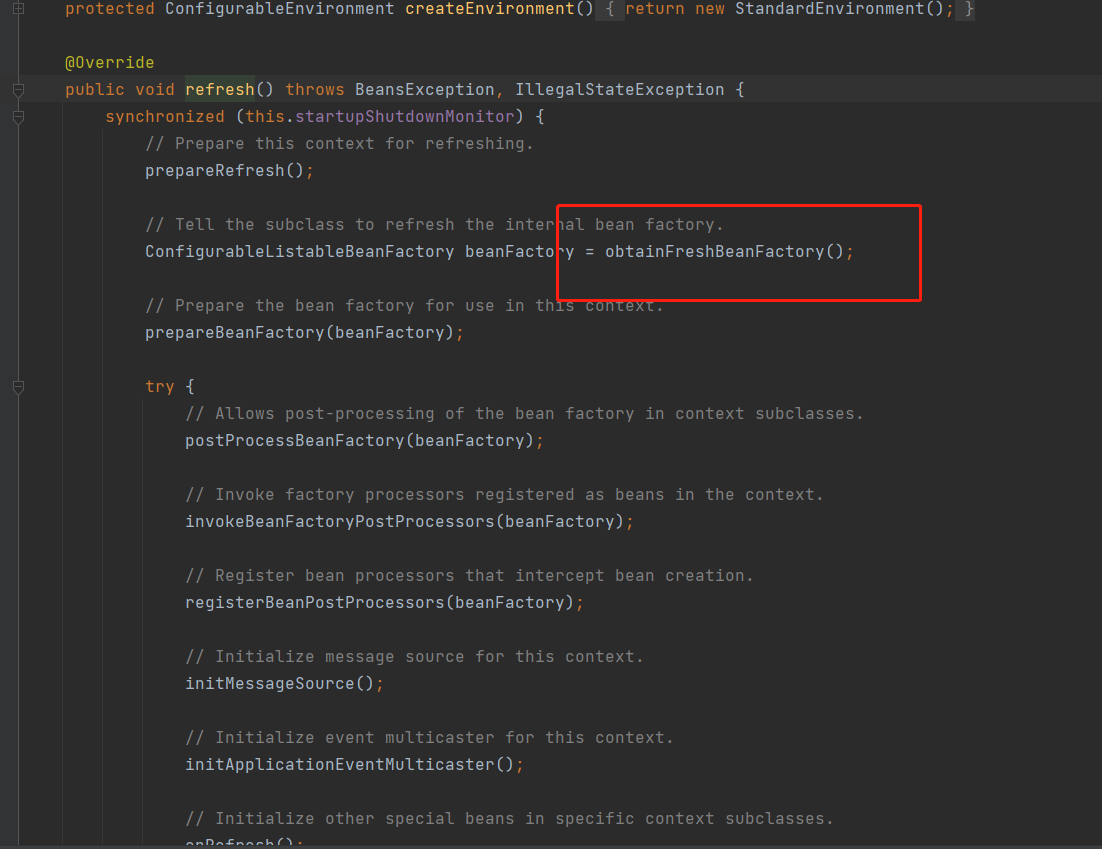 protected ConfigurableEnvironment createEnvironment() { return new StandardEnvironment(); }
@Override
public void refresh() throws BeansException, IllegalStateException {
synchronized (this.startupShutdownMonitor) {
// Prepare this context for refreshing.
prepareRefresh();
// Tell the subclass to refresh the internal bean factory.
ConfigurableListableBeanFactory beanFactory = obtainFreshBeanFactory();
// Prepare the bean factory for use in this context.
prepareBeanFactory(beanFactory);
try {
// Allows post-processing of the bean factory in context subclasses.
postProcessBeanFactory(beanFactory);
// Invoke factory processors registered as beans in the context.
invokeBeanFactoryPostProcessors(beanFactory);
// Register bean processors that intercept bean creation.
registerBeanPostProcessors(beanFactory);
// Initialize message source for this context.
initMessageSource();
// Initialize event multicaster for this context.
initApplicationEventMulticaster();
// Initialize other special beans in specific context subclasses.
onRefresh();